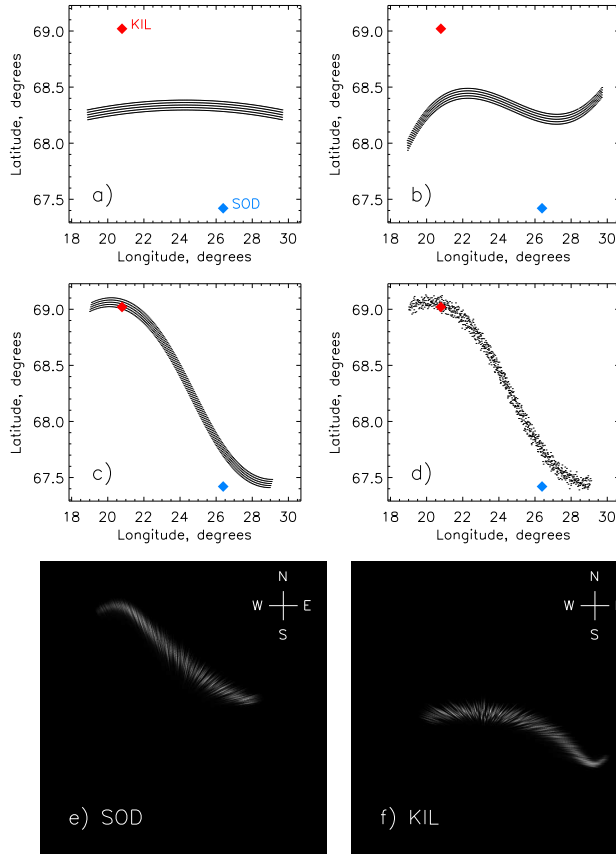 69.0
68.5
68.0
67.5
Latitude, degrees
KIL
SOD
a)
18 20 22 24 26 28 30
Longitude, degrees
69.0
68.5
68.0
67.5
Latitude, degrees
b)
18 20 22 24 26 28 30
Longitude, degrees
69.0
68.5
68.0
67.5
Latitude, degrees
c)
18 20 22 24 26 28 30
Longitude, degrees
69.0
68.5
68.0
67.5
Latitude, degrees
d)
18 20 22 24 26 28 30
Longitude, degrees
N
W E
S
e) SOD
N
W
S
f) KIL